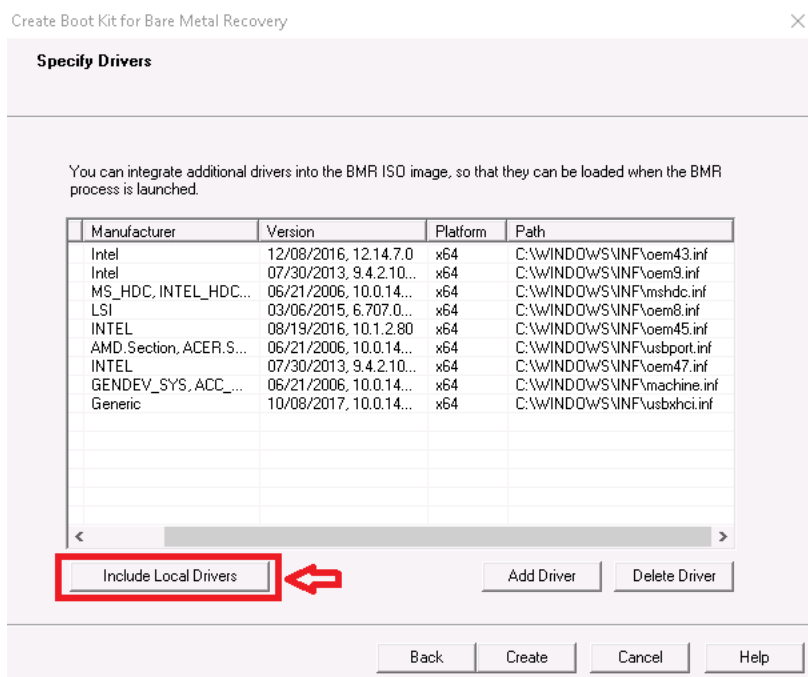 Create Boot Kit for Bare Metal Recovery
Specify Drivers
You can integrate additional drivers into the BMR ISO image, so that they can be loaded when the BMR
process is launched.
Manufacturer Version Platform Path
Intel 12/08/2016, 12.14.7.0 x64 C:\WINDOWS\INF\oem43.inf
Intel 07/30/2013, 9.4.2.10... x64 C:\WINDOWS\INF\oem9.inf
MS_HDC, INTEL_HDC... 06/21/2006, 10.0.14... x64 C:\WINDOWS\INF\mshdc.inf
LSI 03/06/2015, 6.707.0... x64 C:\WINDOWS\INF\oem8.inf
INTEL 08/19/2016, 10.1.2.80 x64 C:\WINDOWS\INF\oem45.inf
AMD.Section, ACER.S... 06/21/2006, 10.0.14... x64 C:\WINDOWS\INF\usbport.inf
INTEL 07/30/2013, 9.4.2.10... x64 C:\WINDOWS\INF\oem47.inf
GENDEV_SYS, ACC_... 06/21/2006, 10.0.14... x64 C:\WINDOWS\INF\machine.inf
Generic 10/08/2017, 10.0.14... x64 C:\WINDOWS\INF\usbxhci.inf
Include Local Drivers Add Driver Delete Driver
Back Create Cancel Help